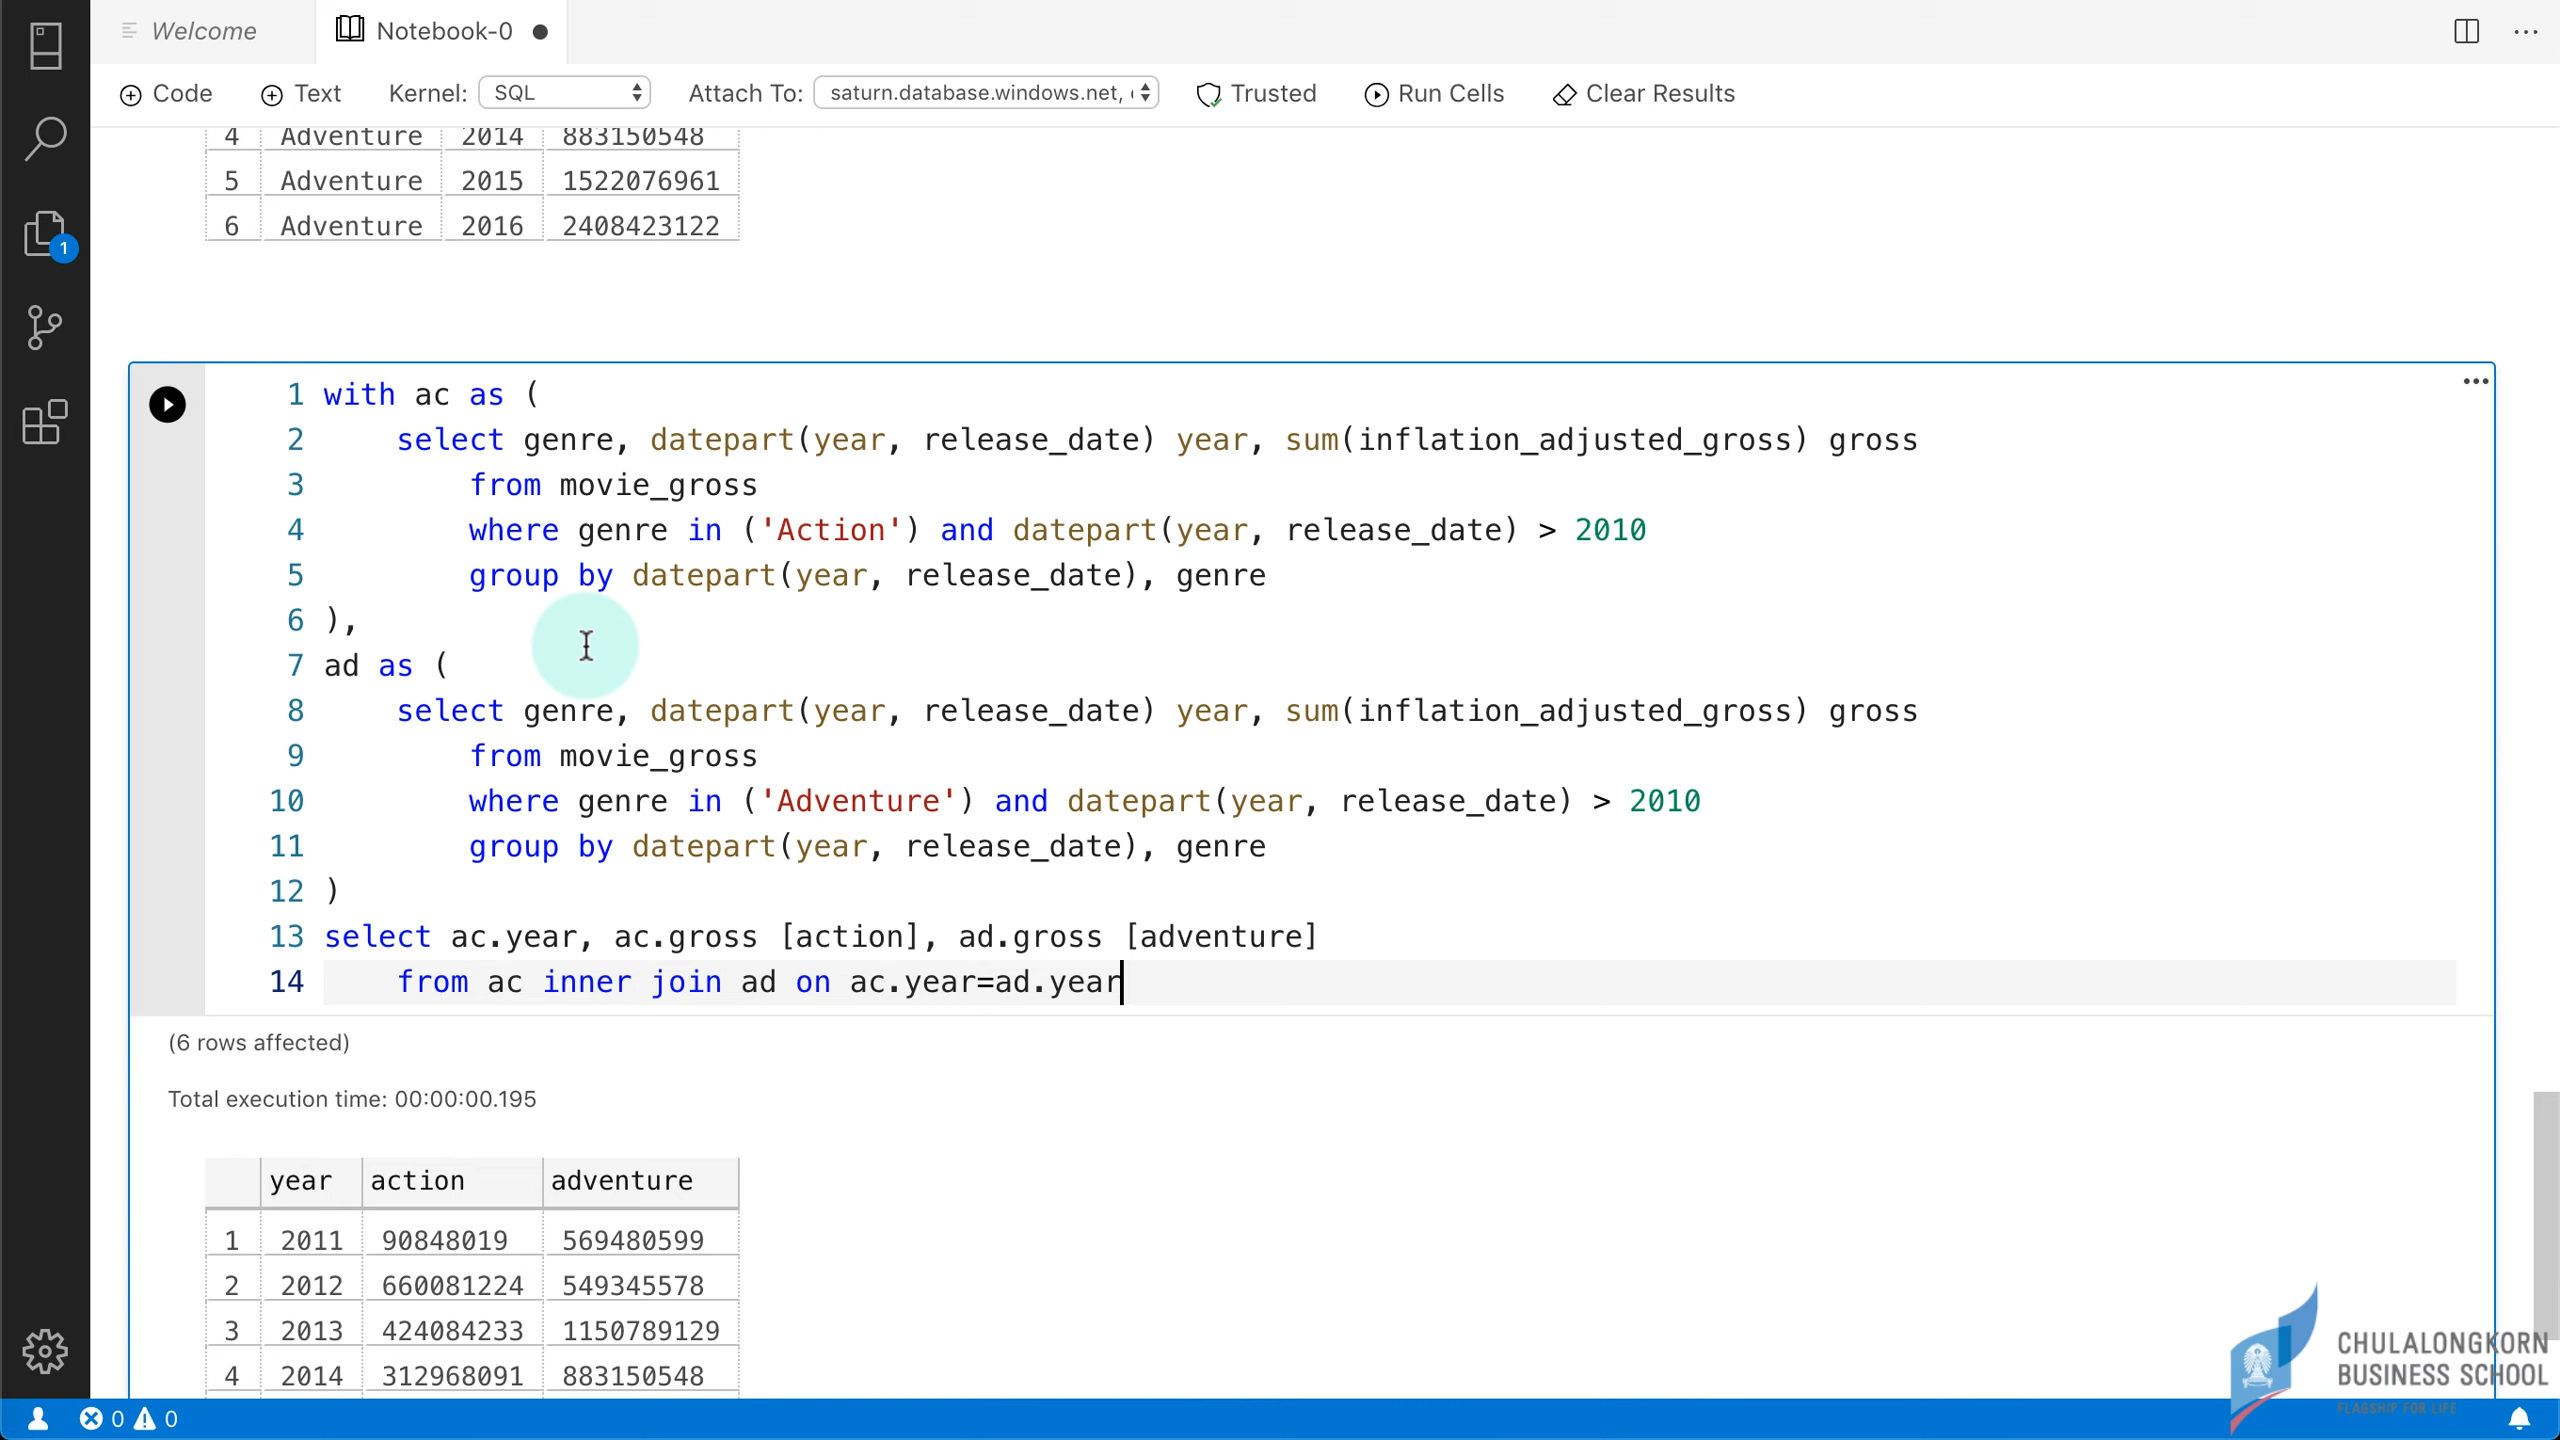 Welcome
Notebook-0
Code
Text
Kernel: SQL
Attach To: saturn.database.windows.net, (
Trusted
Run Cells
Clear Results
4 Adventure 2014 883150548
5 Adventure 2015 1522076961
6 Adventure 2016 2408423122
1
1 with ac as (
2 select genre, datepart(year, release_date) year, sum(inflation_adjusted_gross) gross
3 from movie_gross
4 where genre in ('Action') and datepart(year, release_date) > 2010
5 group by datepart(year, release_date), genre
6 ),
7 ad as (
8 select genre, datepart(year, release_date) year, sum(inflation_adjusted_gross) gross
9 from movie_gross
10 where genre in ('Adventure') and datepart(year, release_date) > 2010
11 group by datepart(year, release_date), genre
12 )
13 select ac.year, ac.gross [action], ad.gross [adventure]
14 from ac inner join ad on ac.year=ad.year
(6 rows affected)
Total execution time: 00:00:00.195
year action adventure
1 2011 90848019 569480599
2 2012 660081224 549345578
3 2013 424084233 1150789129
4 2014 312968091 883150548
CHULALONGKORN
BUSINESS SCHOOL
FLAGSHIP FOR LIFE
0 0